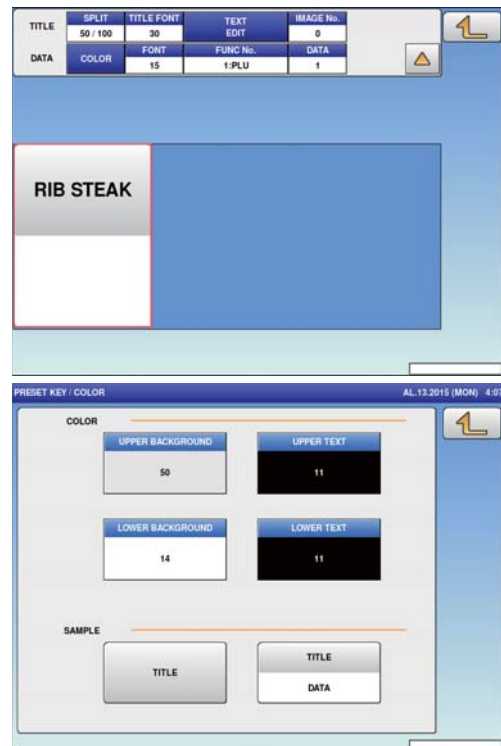 TITLE SPLIT TITLE FONT TEXT EDIT IMAGE No.
50 / 100 30 0
DATA COLOR FONT FUNC No. DATA
15 1:PLU 1
RIB STEAK
PRESET KEY / COLOR AL.13.2015 (MON) 4:07
COLOR
UPPER BACKGROUND UPPER TEXT
50 11
LOWER BACKGROUND LOWER TEXT
14 11
SAMPLE
TITLE TITLE
DATA